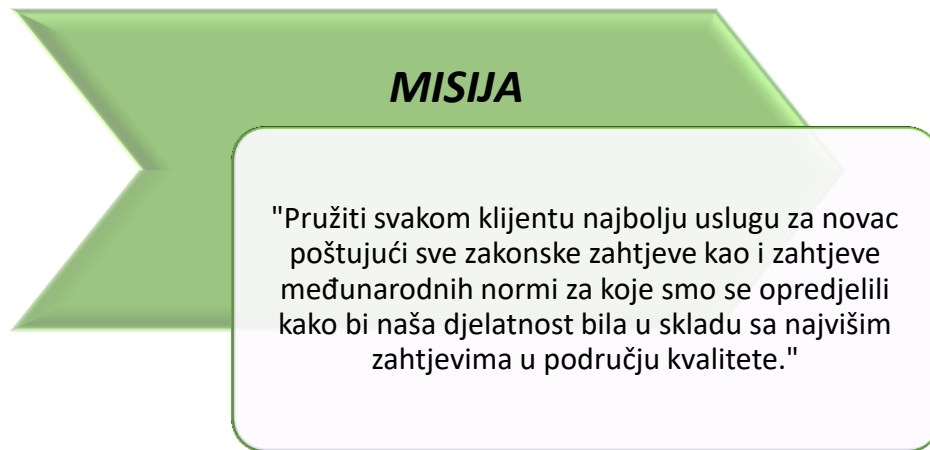 MISIJA
"Pružiti svakom klijentu najbolju uslugu za novac
poštujući sve zakonske zahtjeve kao i zahtjeve
međunarodnih normi za koje smo se opredjelili
kako bi naša djelatnost bila u skladu sa najvišim
zahtjevima u području kvalitete."